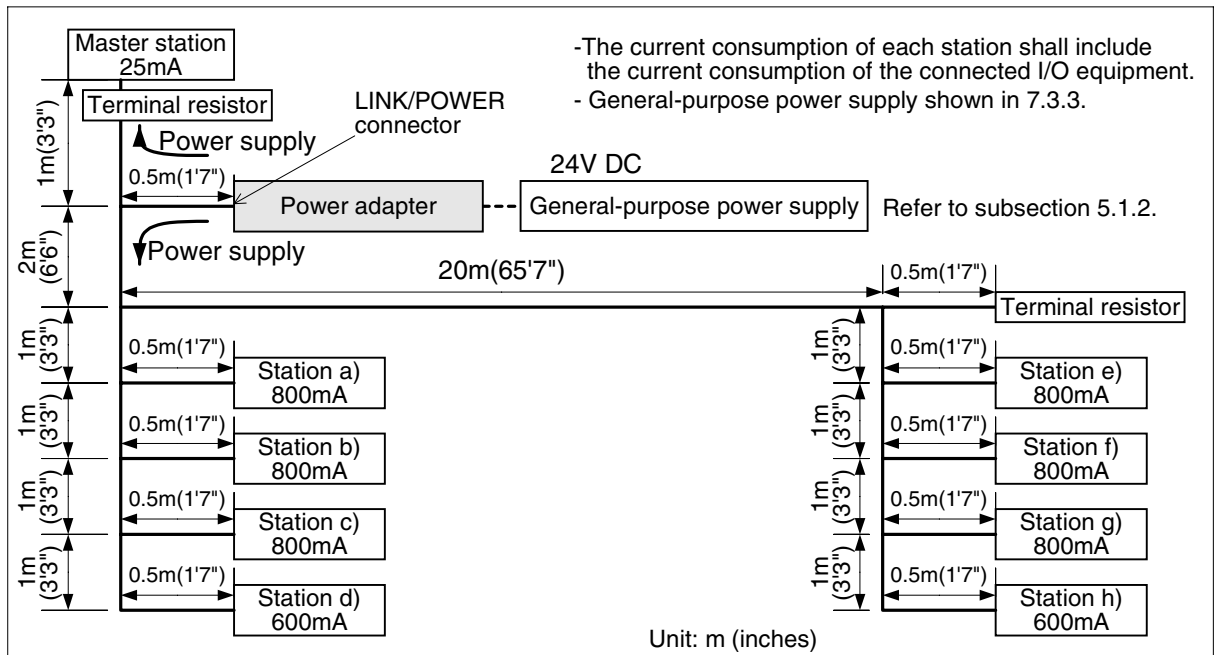 Master station
25mA
-The current consumption of each station shall include
the current consumption of the connected I/O equipment.
- General-purpose power supply shown in 7.3.3.
Terminal resistor
LINK/POWER
connector
1m(3'3")
Power supply
0.5m(1'7")
24V DC
Power adapter
General-purpose power supply
Refer to subsection 5.1.2.
2m
(6'6")
Power supply
20m(65'7")
0.5m(1'7")
Terminal resistor
1m
(3'3")
0.5m(1'7")
Station a)
800mA
1m
(3'3")
0.5m(1'7")
Station e)
800mA
1m
(3'3")
0.5m(1'7")
Station b)
800mA
1m
(3'3")
0.5m(1'7")
Station f)
800mA
1m
(3'3")
0.5m(1'7")
Station c)
800mA
1m
(3'3")
0.5m(1'7")
Station g)
800mA
1m
(3'3")
0.5m(1'7")
Station d)
600mA
1m
(3'3")
0.5m(1'7")
Station h)
600mA
Unit: m (inches)